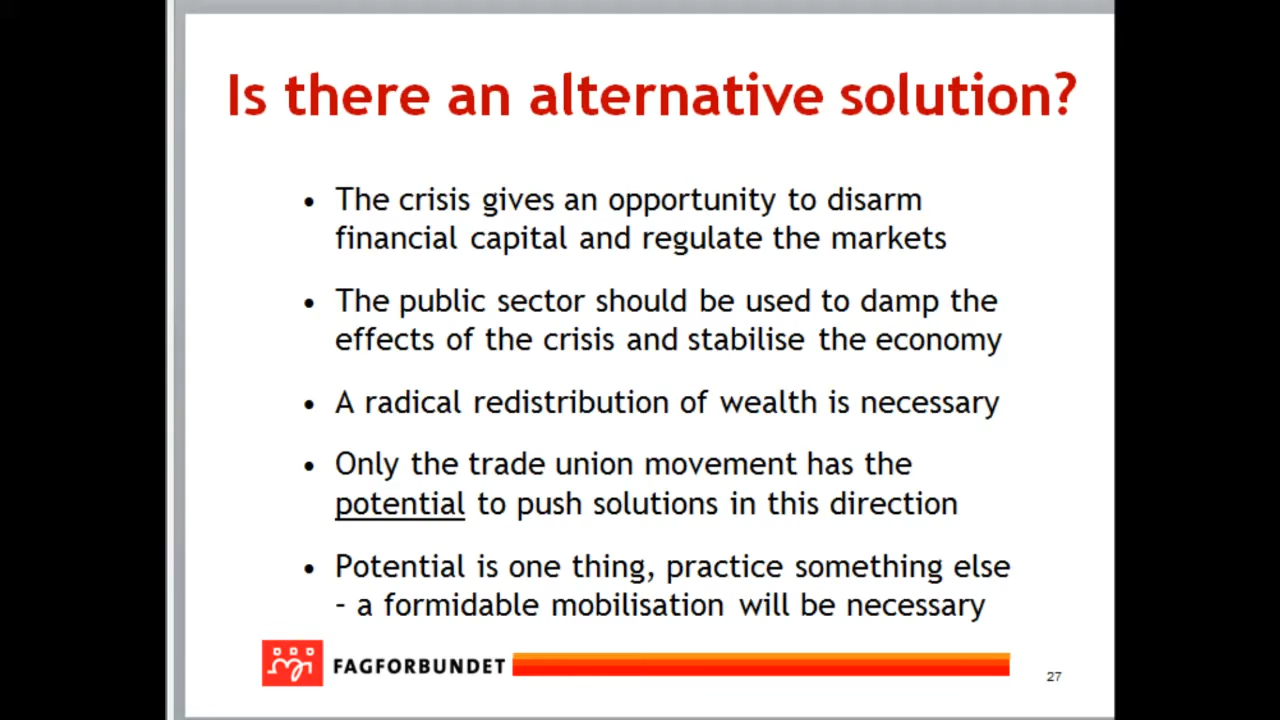 Is there an alternative solution?
• The crisis gives an opportunity to disarm
financial capital and regulate the markets
• The public sector should be used to damp the
effects of the crisis and stabilise the economy
• A radical redistribution of wealth is necessary
• Only the trade union movement has the
potential to push solutions in this direction
• Potential is one thing, practice something else
– a formidable mobilisation will be necessary
FAGFORBUNDET
27